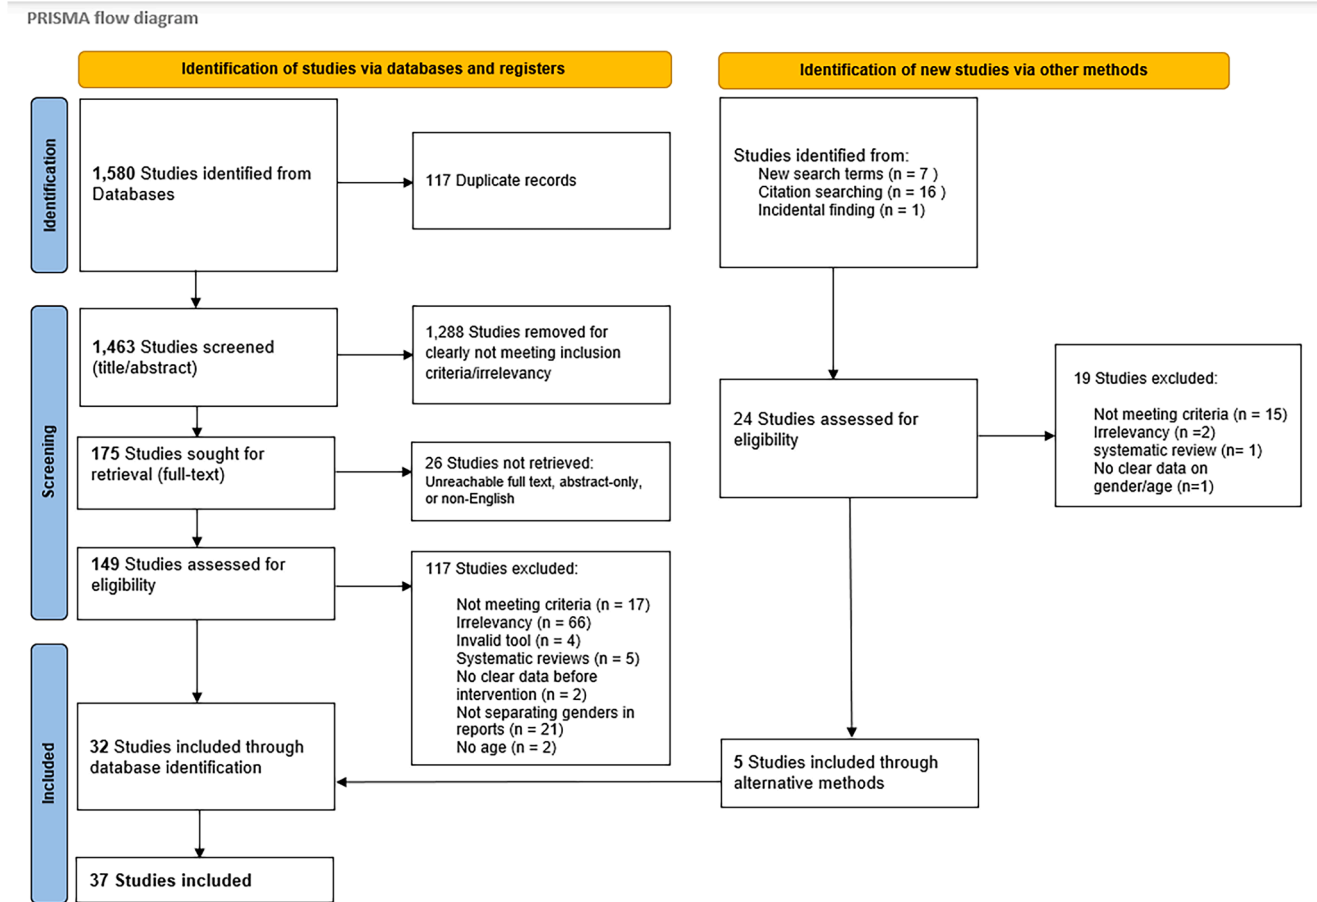 PRISMA flow diagram
Identification of studies via databases and registers
Identification of new studies via other methods
Identification
1,580 Studies identified from
Databases
117 Duplicate records
Studies identified from:
New search terms (n = 7 )
Citation searching (n = 16 )
Incidental finding (n = 1)
Screening
1,463 Studies screened
(title/abstract)
1,288 Studies removed for
clearly not meeting inclusion
criteria/irrelevancy
175 Studies sought for
retrieval (full-text)
26 Studies not retrieved:
Unreachable full text, abstract-only,
or non-English
24 Studies assessed for
eligibility
19 Studies excluded:
Not meeting criteria (n = 15)
Irrelevancy (n =2)
systematic review (n= 1)
No clear data on
gender/age (n=1)
149 Studies assessed for
eligibility
117 Studies excluded:
Not meeting criteria (n = 17)
Irrelevancy (n = 66)
Invalid tool (n = 4)
Systematic reviews (n = 5)
No clear data before
intervention (n = 2)
Not separating genders in
reports (n = 21)
No age (n = 2)
Included
32 Studies included through
database identification
5 Studies included through
alternative methods
37 Studies included